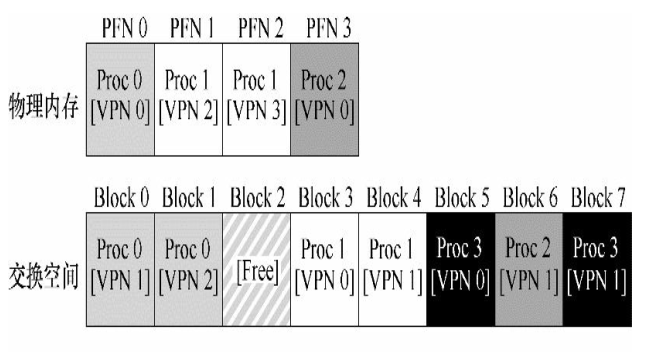 PFN 0 PFN 1 PFN 2 PFN 3
物理内存
Proc 0 Proc 1 Proc 1 Proc 2
[VPN 0] [VPN 2] [VPN 3] [VPN 0]
Block 0 Block 1 Block 2 Block 3 Block 4 Block 5 Block 6 Block 7
交换空间
Proc 0 Proc 0 [Free] Proc 1 Proc 1 Proc 3 Proc 2 Proc 3
[VPN 1] [VPN 2] [VPN 0] [VPN 1] [VPN 0] [VPN 1] [VPN 1]